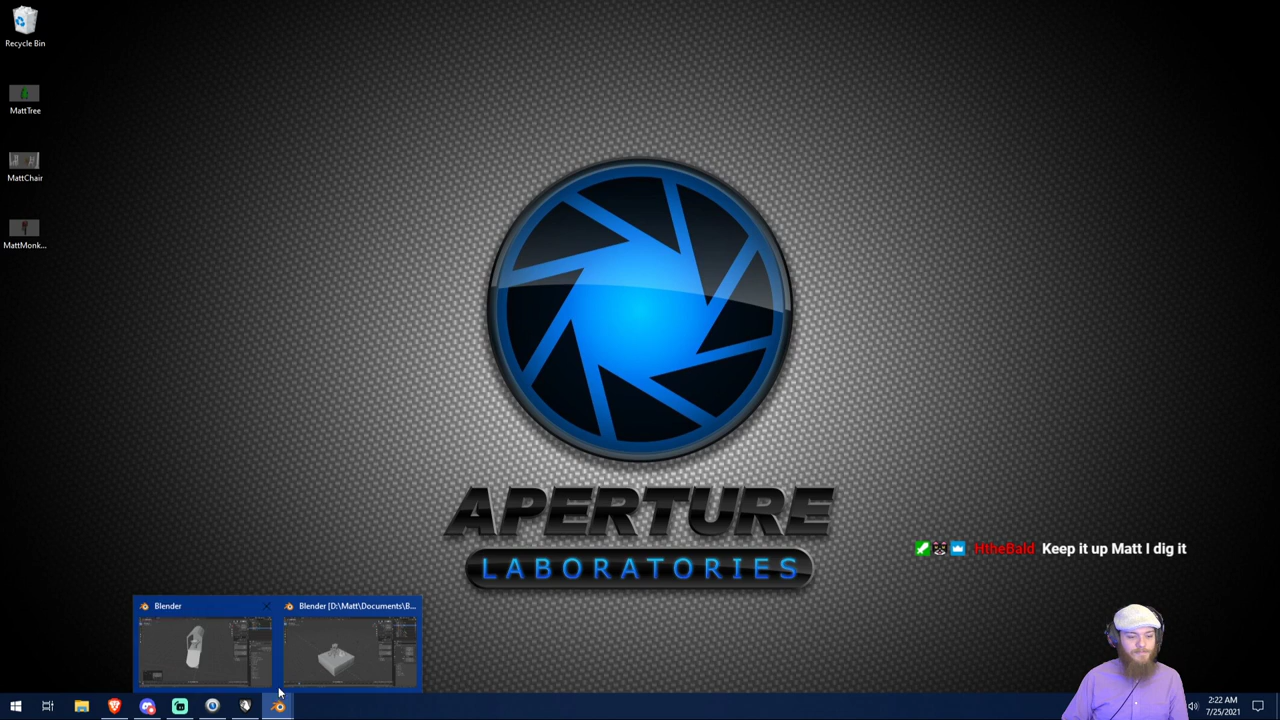 Recycle Bin
MattTree
MattChair
MattMonk...
APERTURE
LABORATORIES
HtheBald Keep it up Matt I dig it
Blender
Blender [D:\Matt\Documents\B...
2:22 AM
7/25/2021